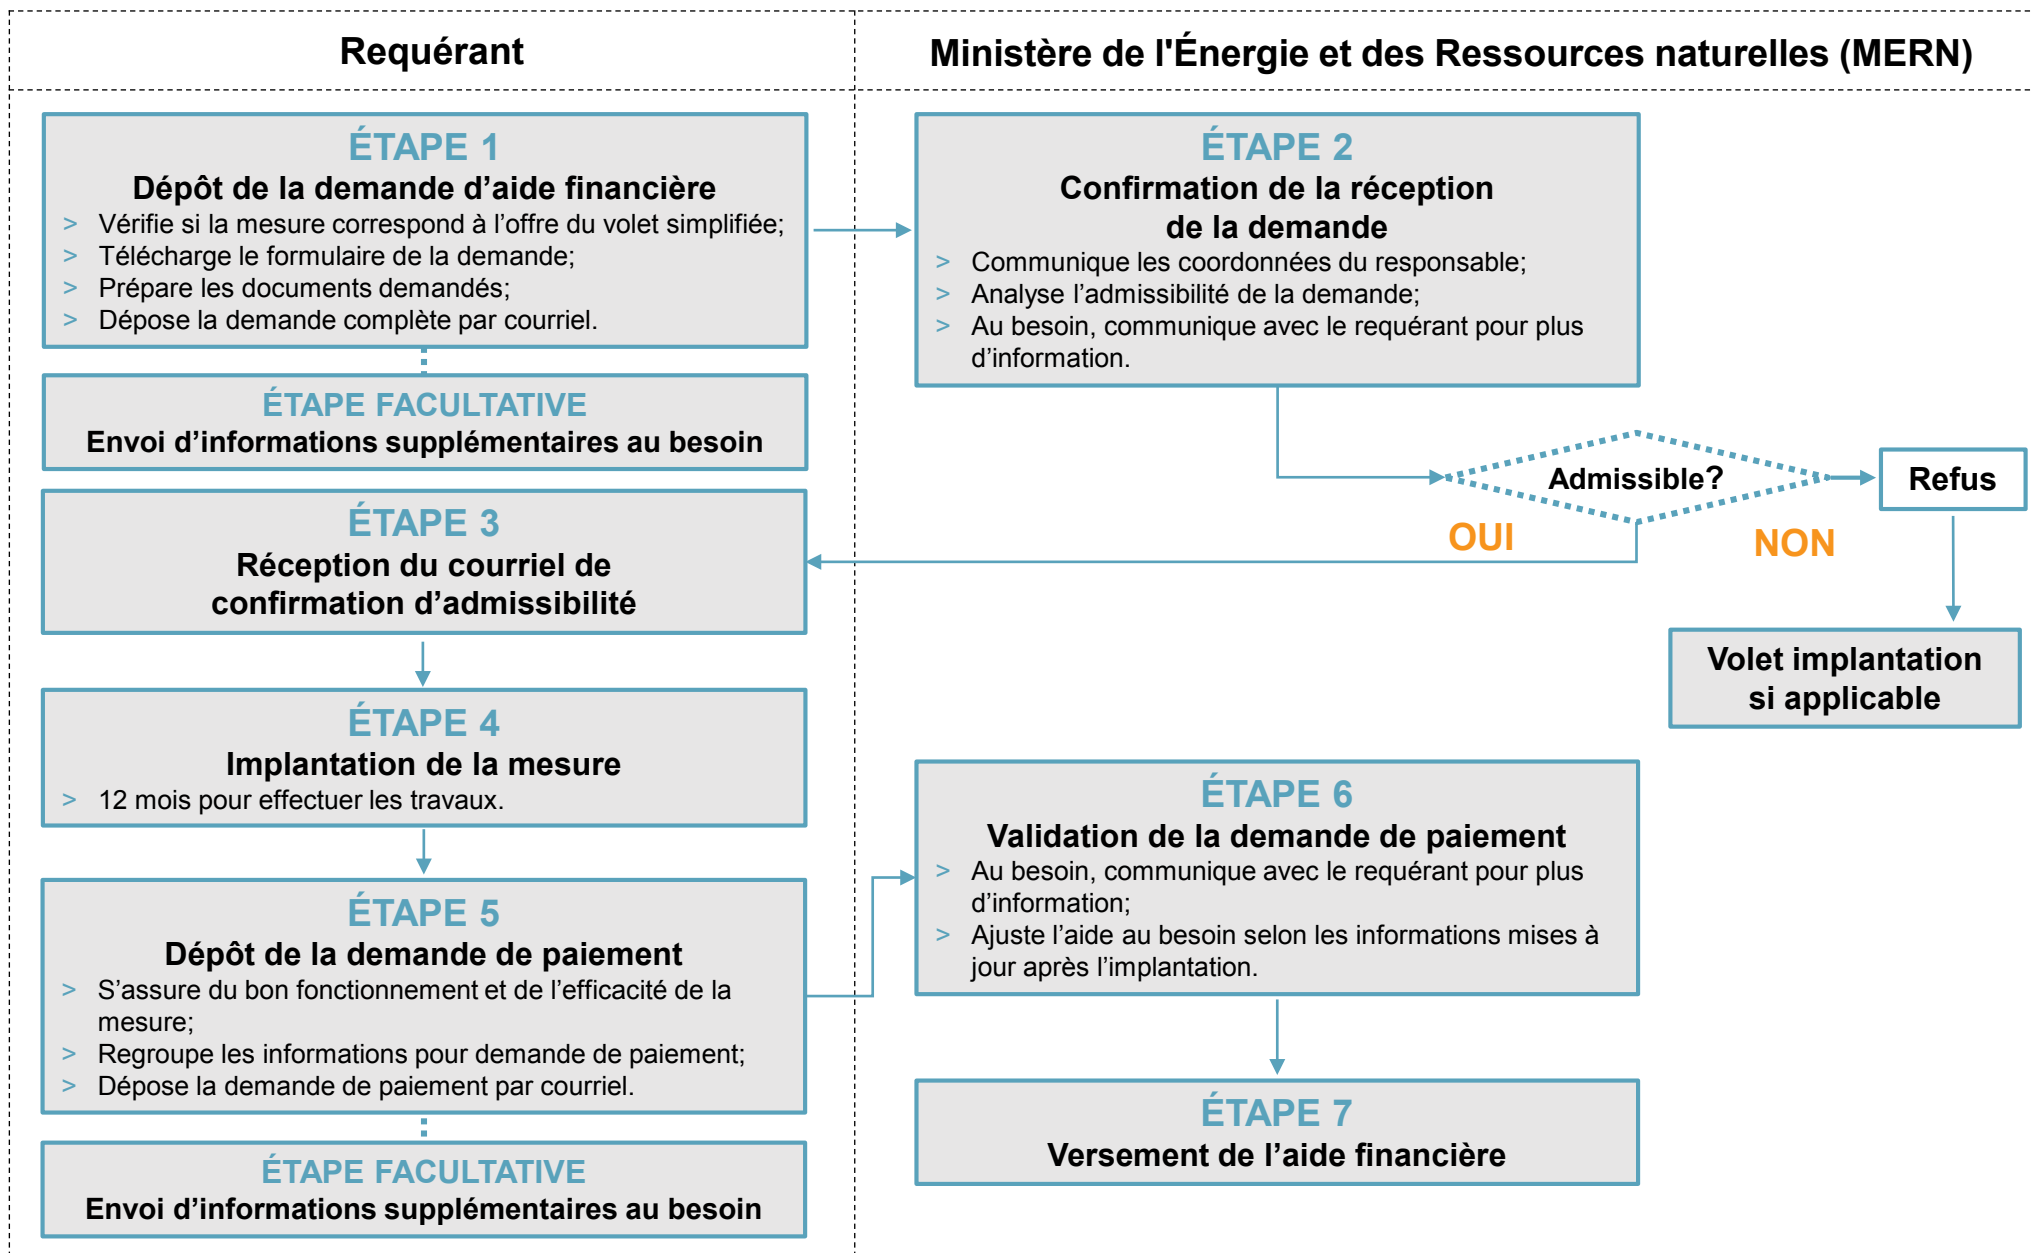 Requérant
Ministère de l'Énergie et des Ressources naturelles (MERN)
ÉTAPE 1
Dépôt de la demande d’aide financière
> Vérifie si la mesure correspond à l’offre du volet simplifiée;
> Télécharge le formulaire de la demande;
> Prépare les documents demandés;
> Dépose la demande complète par courriel.
ÉTAPE FACULTATIVE
Envoi d’informations supplémentaires au besoin
ÉTAPE 2
Confirmation de la réception
de la demande
> Communique les coordonnées du responsable;
> Analyse l’admissibilité de la demande;
> Au besoin, communique avec le requérant pour plus
d’information.
Admissible?
Refus
OUI
NON
Volet implantation
si applicable
ÉTAPE 3
Réception du courriel de
confirmation d’admissibilité
ÉTAPE 4
Implantation de la mesure
> 12 mois pour effectuer les travaux.
ÉTAPE 5
Dépôt de la demande de paiement
> S’assure du bon fonctionnement et de l’efficacité de la
mesure;
> Regroupe les informations pour demande de paiement;
> Dépose la demande de paiement par courriel.
ÉTAPE FACULTATIVE
Envoi d’informations supplémentaires au besoin
ÉTAPE 6
Validation de la demande de paiement
> Au besoin, communique avec le requérant pour plus
d’information;
> Ajuste l’aide au besoin selon les informations mises à
jour après l’implantation.
ÉTAPE 7
Versement de l’aide financière